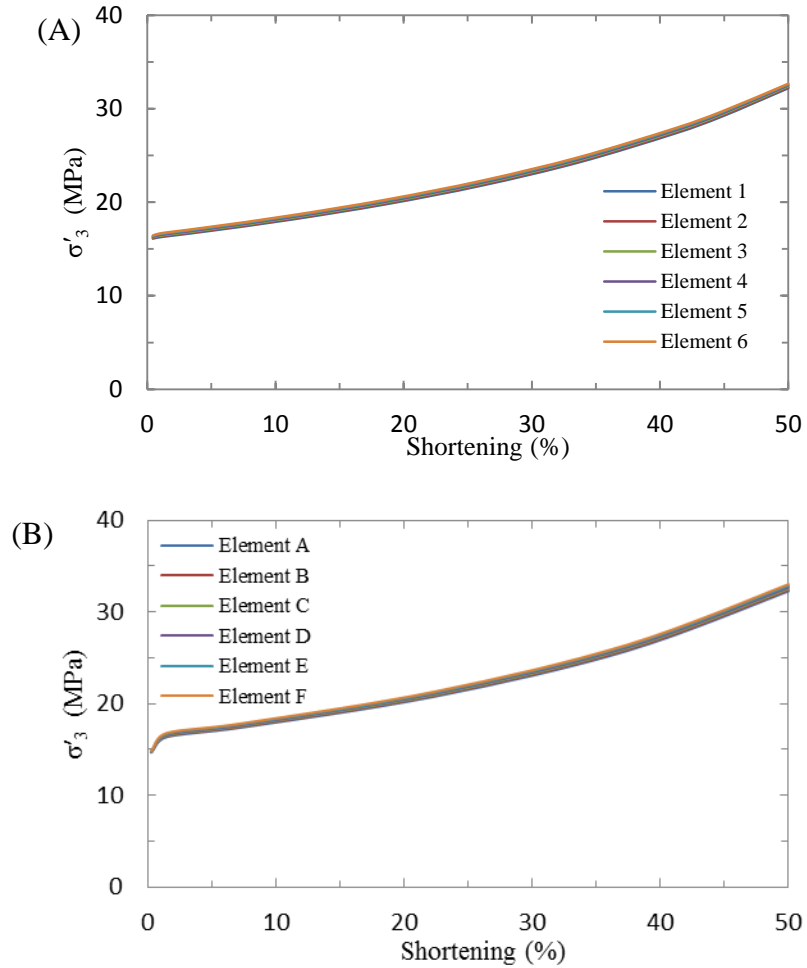 (A)
40
30
20
10
0
σ′3 (MPa)
Element 1
Element 2
Element 3
Element 4
Element 5
Element 6
0 10 20 30 40 50
Shortening (%)
(B)
40
30
20
10
0
σ′3 (MPa)
Element A
Element B
Element C
Element D
Element E
Element F
0 10 20 30 40 50
Shortening (%)